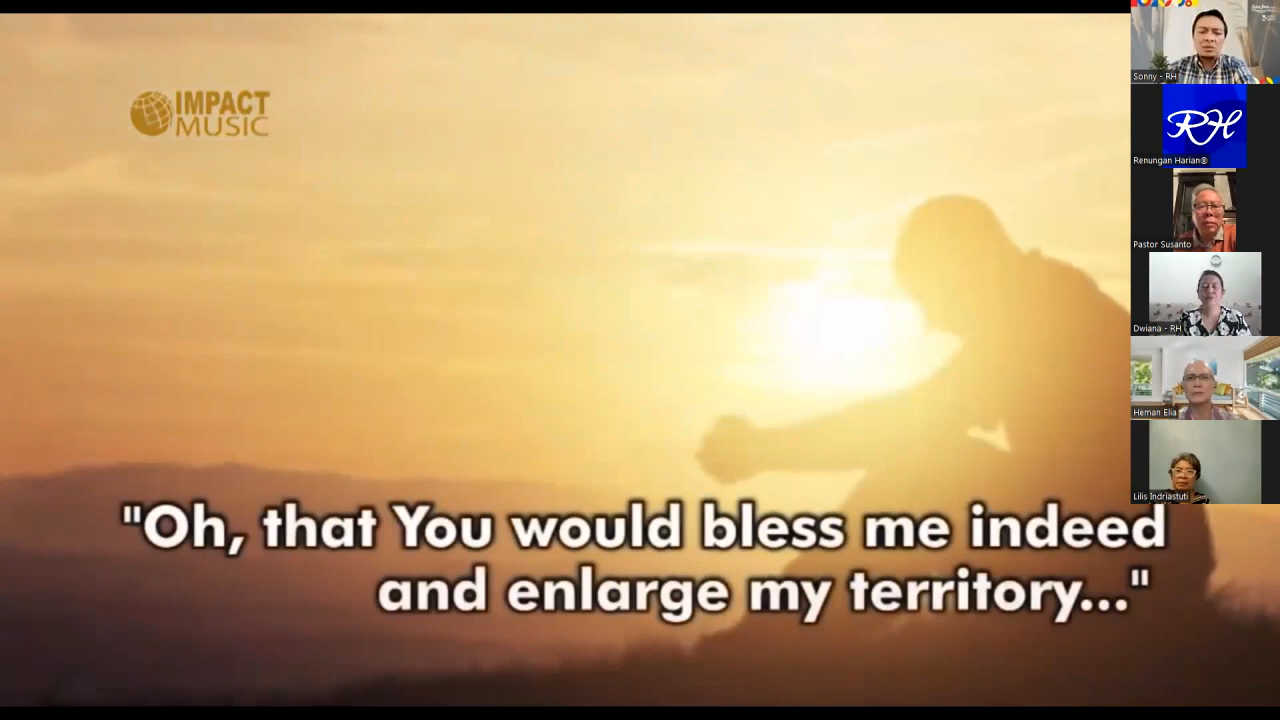 IMPACT
MUSIC
"Oh, that You would bless me indeed
and enlarge my territory..."
Sonny - RH
RH
Renungan Harian®
Pastor Susanto
Dwiana - RH
Heman Elia
Lilis Indriastuti